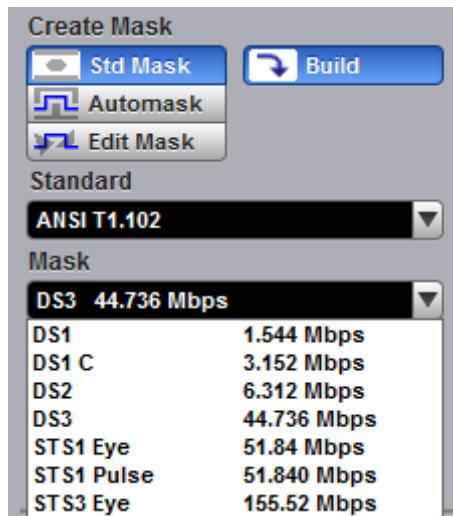 Create Mask
Std Mask
Build
Automask
Edit Mask
Standard
ANSI T1.102
Mask
DS3 44.736 Mbps
DS1 1.544 Mbps
DS1 C 3.152 Mbps
DS2 6.312 Mbps
DS3 44.736 Mbps
STS1 Eye 51.84 Mbps
STS1 Pulse 51.840 Mbps
STS3 Eye 155.52 Mbps